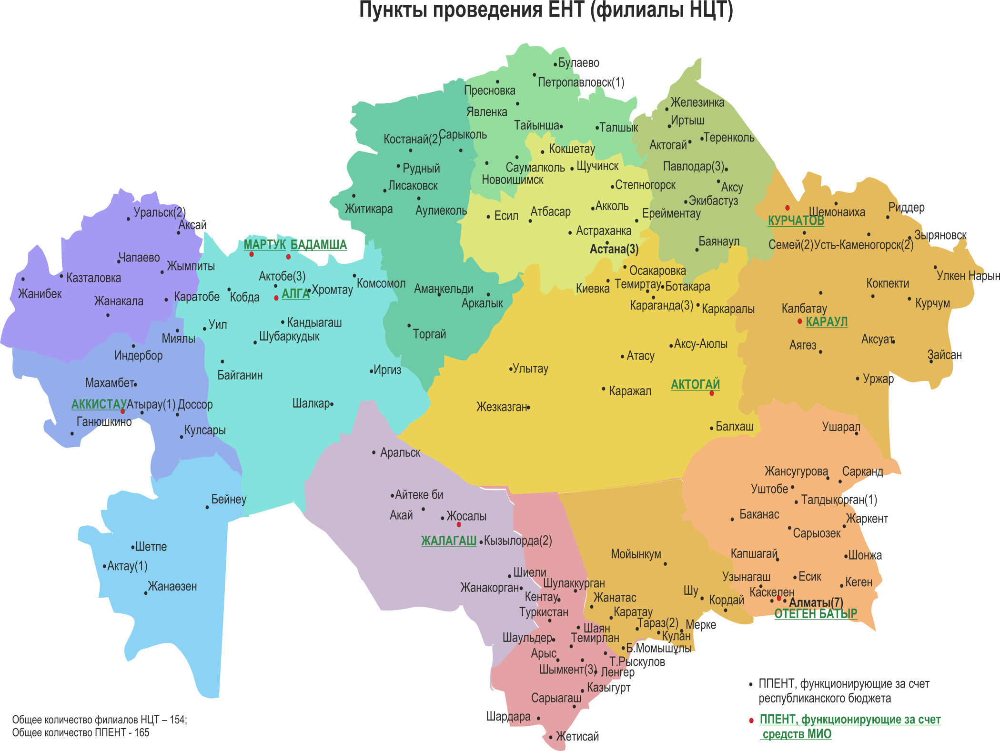 Пункты проведения ЕНТ (филиалы НЦТ)
Булаево
Петропавловск(1)
Пресновка
Явленка
Тайынша
Талшык
Саумалколь
Новоишимск
Железинка
Иртыш
Теренколь
Актогай
Павлодар(3)
Аксу
Экибастуз
Баянаул
Костанай(2)
Сарыколь
Рудный
Лисаковск
Житикара
Аулиеколь
Аманкельди
Аркалык
Торгай
Кокшетау
Щучинск
Степногорск
Акколь
Атбасар
Есил
Ерейментау
Астраханка
Астана(3)
КУРЧАТОВ
Шемонаиха
Риддер
Зыряновск
Семей(2)
Усть-Каменогорск(2)
Улкен Нарын
Кокпекти
Курчум
Калбатау
КАРАУЛ
Аягөз
Аксуат
Зайсан
Уржар
Уральск(2)
Аксай
Чапаево
Жымпиты
Казталовка
Жанибек
Жанакала
Каратобе
МАРТУК
БАДАМША
Актобе(3)
АЛГА
Хромтау
Комсомол
Кобда
Уил
Кандыагаш
Шубаркудык
Байганин
Иргиз
Шалкар
Миялы
Индербор
Махамбет
АККИСТАУ
Атырау(1)
Доссор
Ганюшкино
Кулсары
Осакаровка
Киевка
Темиртау
Ботакара
Караганда(3)
Каркаралы
Аксу-Аюлы
Атасу
Улытау
Каражал
АКТОГАЙ
Жезказган
Балхаш
Ушарал
Жансугурова
Сарканд
Уштобе
Талдықорған(1)
Баканас
Жаркент
Сарыозек
Капшагай
Шонжа
Узынагаш
Есик
Кеген
Каскелен
Алматы(7)
ОТЕГЕН БАТЫР
Бейнеу
Шетпе
Актау(1)
Жанаөзен
Аральск
Айтеке би
Акай
Жосалы
ЖАЛАГАШ
Кызылорда(2)
Шиели
Жанакорган
Шулаккурган
Кентау
Туркистан
Шаян
Шаульдер
Темирлан
Арыс
Шымкент(3)
Т.Рыскулов
Ленгер
Казыгурт
Сарыагаш
Шардара
Жетисай
Мойынкум
Шу
Кордай
Жанатас
Каратау
Тараз(2)
Мерке
Кулан
Б.Момышұлы
ППЕНТ, функционирующие за счет
республиканского бюджета
ППЕНТ, функционирующие за счет
средств МИО
Общее количество филиалов НЦТ – 154;
Общее количество ППЕНТ - 165